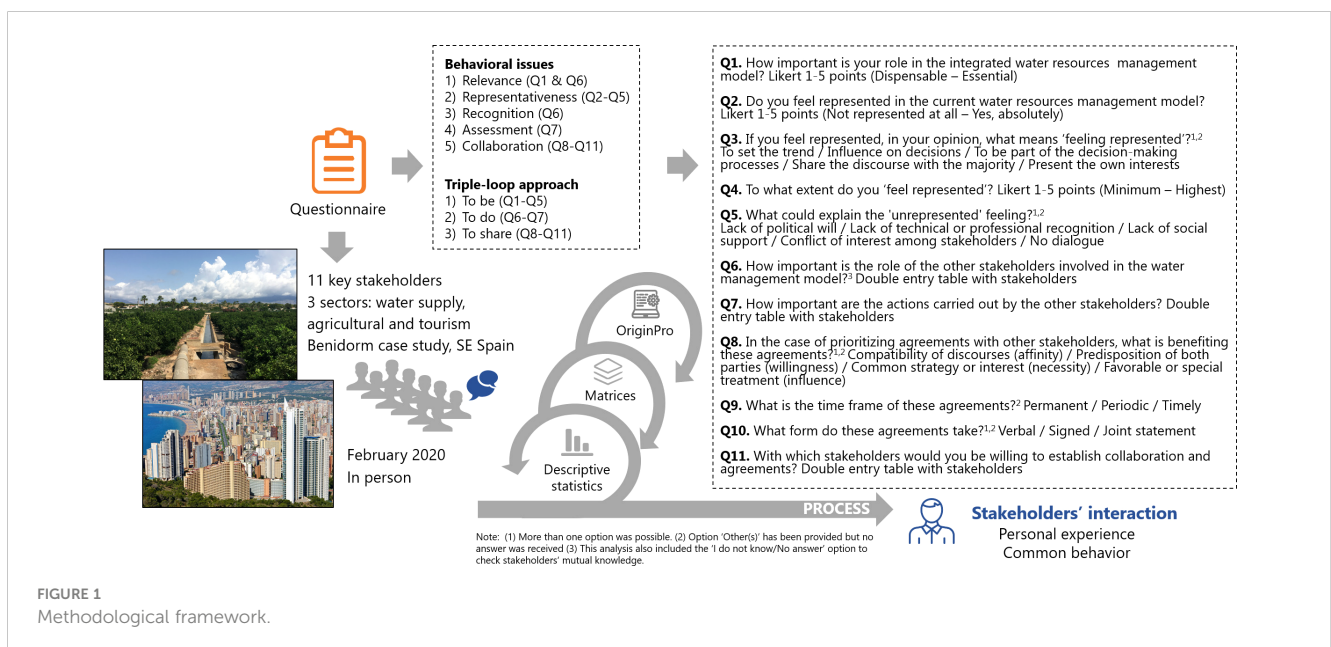 Behavioral issues
1) Relevance (Q1 & Q6)
2) Representativeness (Q2-Q5)
3) Recognition (Q6)
4) Assessment (Q7)
5) Collaboration (Q8-Q11)
Triple-loop approach
1) To be (Q1-Q5)
2) To do (Q6-Q7)
3) To share (Q8-Q11)
Questionnaire
11 key stakeholders
3 sectors: water supply,
agricultural and tourism
Benidorm case study, SE Spain
February 2020
In person
OriginPro
Matrices
Descriptive
statistics
Q1. How important is your role in the integrated water resources management
model? Likert 1-5 points (Dispensable – Essential)
Q2. Do you feel represented in the current water resources management model?
Likert 1-5 points (Not represented at all – Yes, absolutely)
Q3. If you feel represented, in your opinion, what means ‘feeling represented’?1,2
To set the trend / Influence on decisions / To be part of the decision-making
processes / Share the discourse with the majority / Present the own interests
Q4. To what extent do you ‘feel represented’? Likert 1-5 points (Minimum – Highest)
Q5. What could explain the 'unrepresented' feeling?1,2
Lack of political will / Lack of technical or professional recognition / Lack of social
support / Conflict of interest among stakeholders / No dialogue
Q6. How important is the role of the other stakeholders involved in the water
management model?3 Double entry table with stakeholders
Q7. How important are the actions carried out by the other stakeholders? Double
entry table with stakeholders
Q8. In the case of prioritizing agreements with other stakeholders, what is benefiting
these agreements?1,2 Compatibility of discourses (affinity) / Predisposition of both
parties (willingness) / Common strategy or interest (necessity) / Favorable or special
treatment (influence)
Q9. What is the time frame of these agreements?2 Permanent / Periodic / Timely
Q10. What form do these agreements take?1,2 Verbal / Signed / Joint statement
Q11. With which stakeholders would you be willing to establish collaboration and
agreements? Double entry table with stakeholders
PROCESS
Stakeholders’ interaction
Personal experience
Common behavior
Note: (1) More than one option was possible. (2) Option ‘Other(s)’ has been provided but no
answer was received (3) This analysis also included the ‘I do not know/No answer’ option to
check stakeholders’ mutual knowledge.
FIGURE 1
Methodological framework.